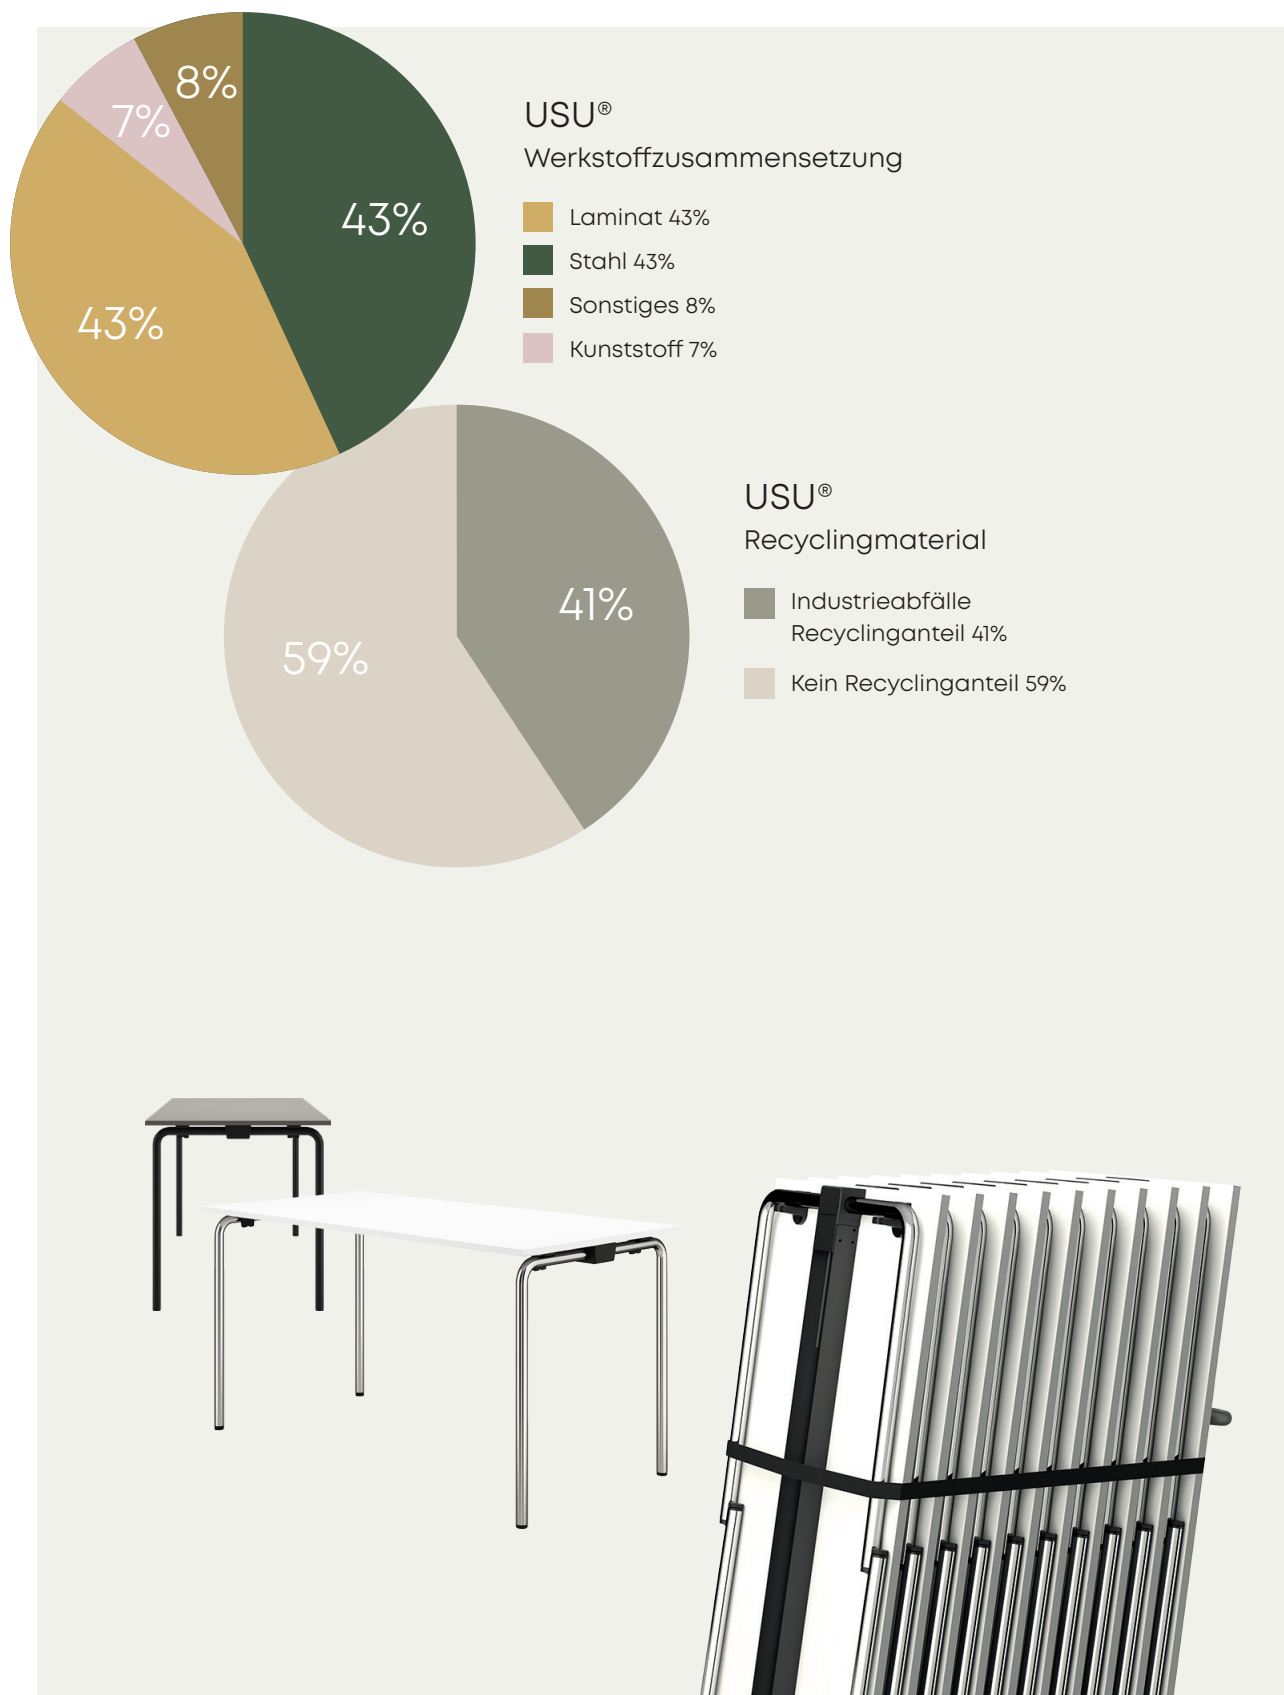 8%
7%
43%
43%
USU®
Werkstoffzusammensetzung
Laminat 43%
Stahl 43%
Sonstiges 8%
Kunststoff 7%
41%
59%
USU®
Recyclingmaterial
Industrieabfälle
Recyclinganteil 41%
Kein Recyclinganteil 59%